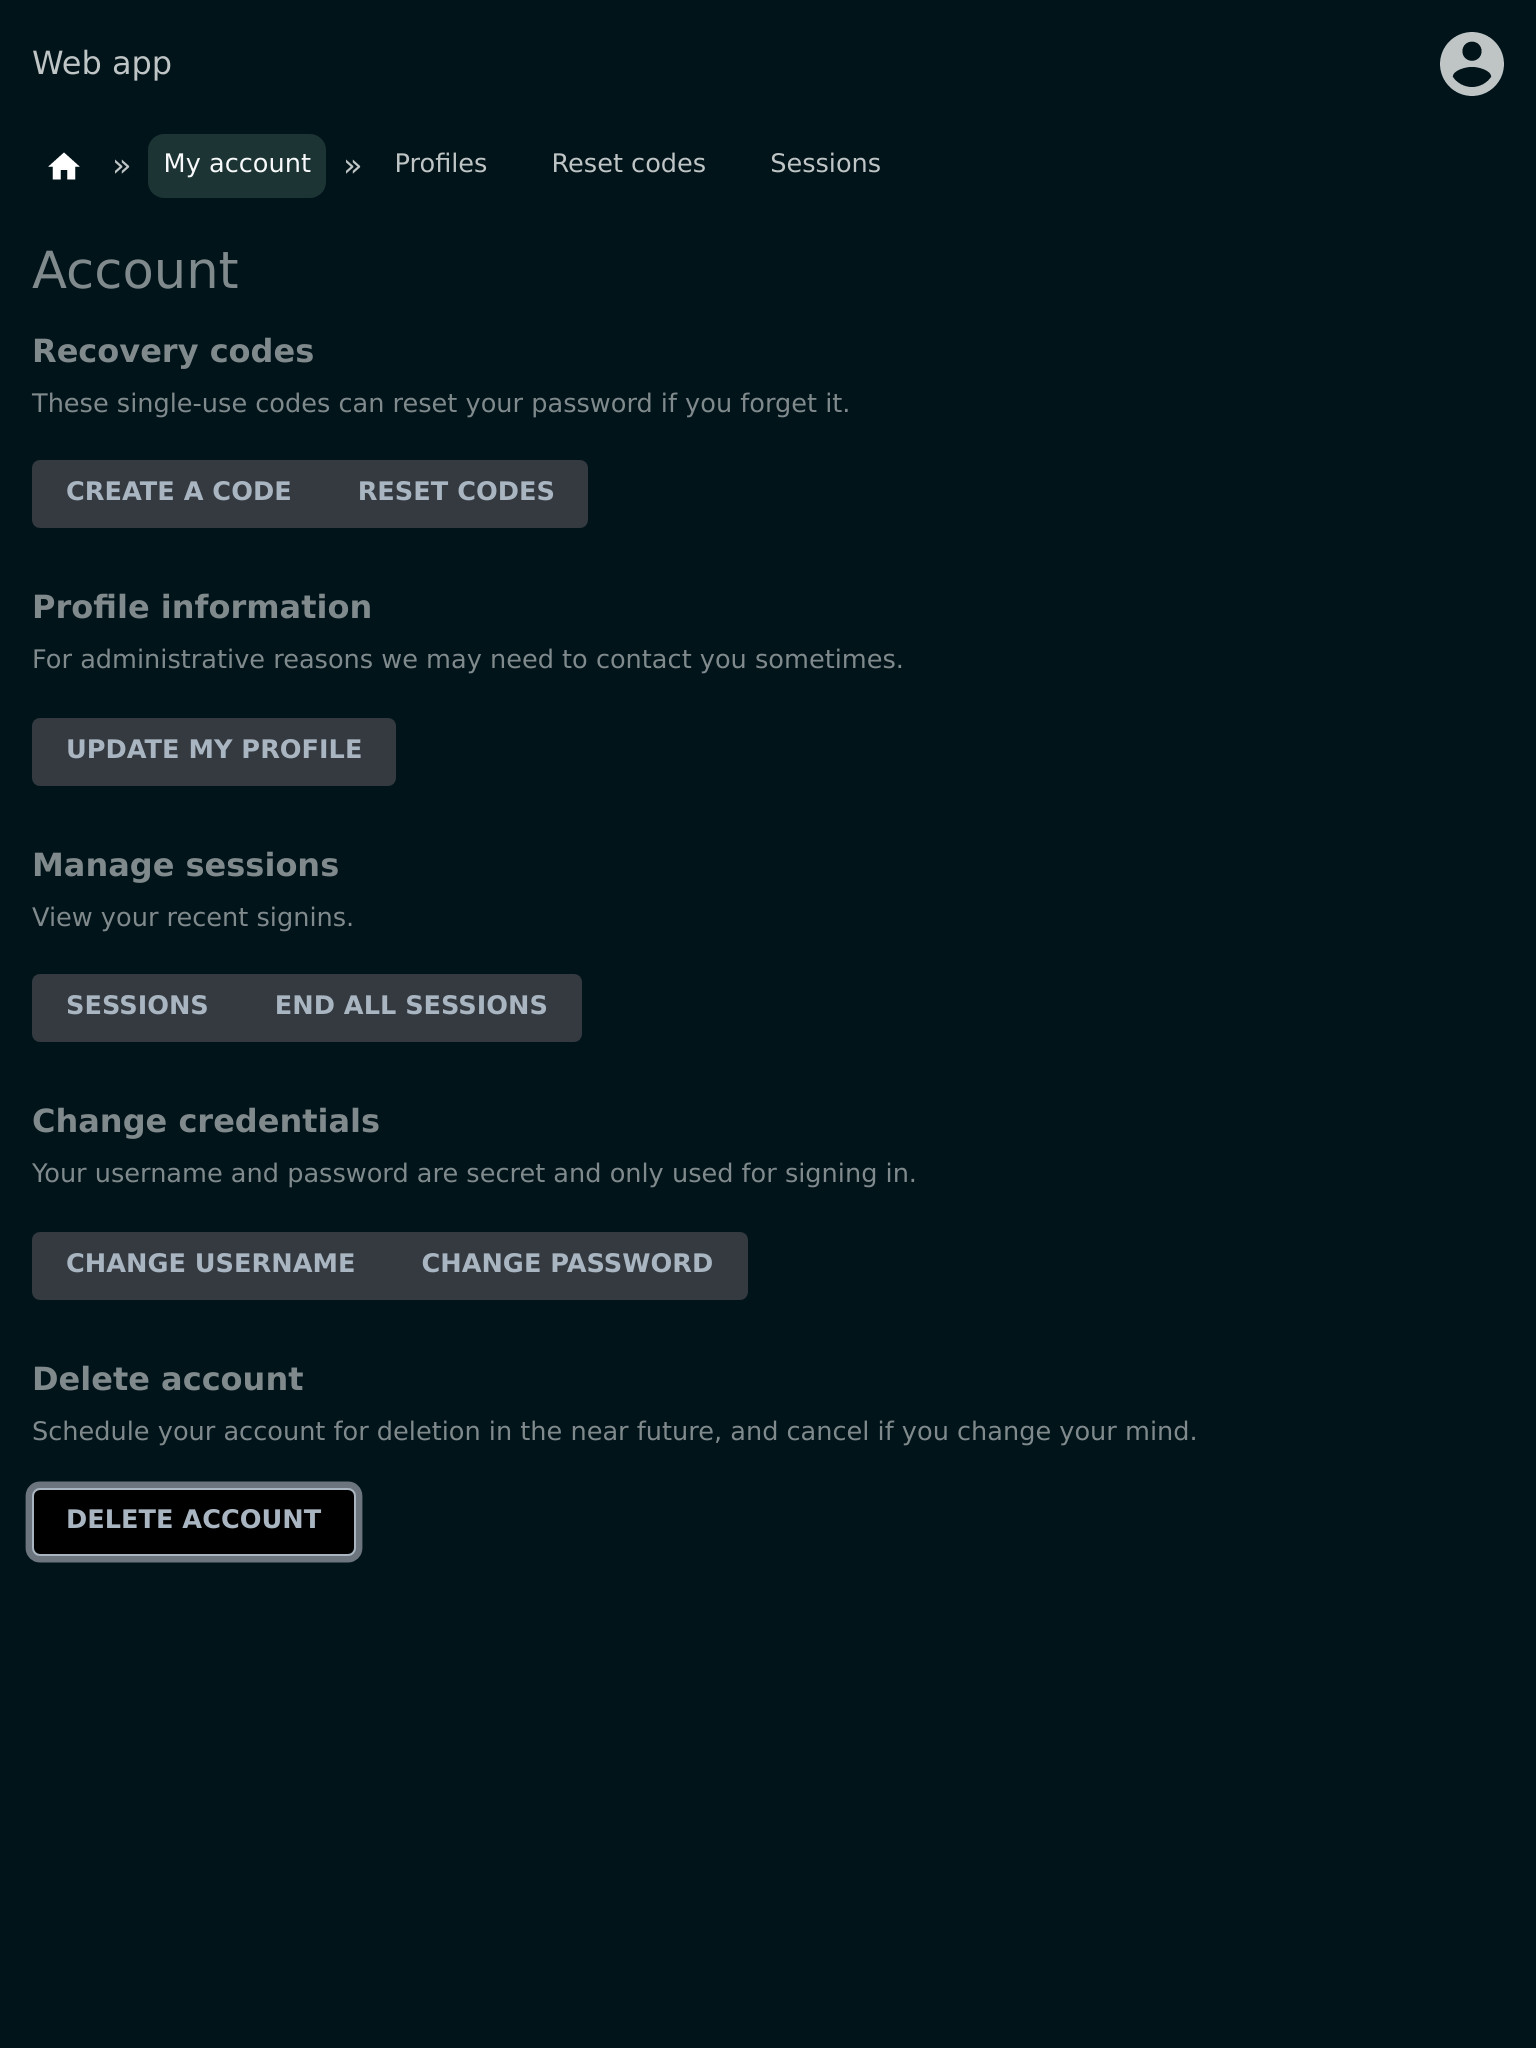 Web app
» My account » Profiles Reset codes Sessions
Account
Recovery codes
These single-use codes can reset your password if you forget it.
CREATE A CODE RESET CODES
Profile information
For administrative reasons we may need to contact you sometimes.
UPDATE MY PROFILE
Manage sessions
View your recent signins.
SESSIONS END ALL SESSIONS
Change credentials
Your username and password are secret and only used for signing in.
CHANGE USERNAME CHANGE PASSWORD
Delete account
Schedule your account for deletion in the near future, and cancel if you change your mind.
DELETE ACCOUNT